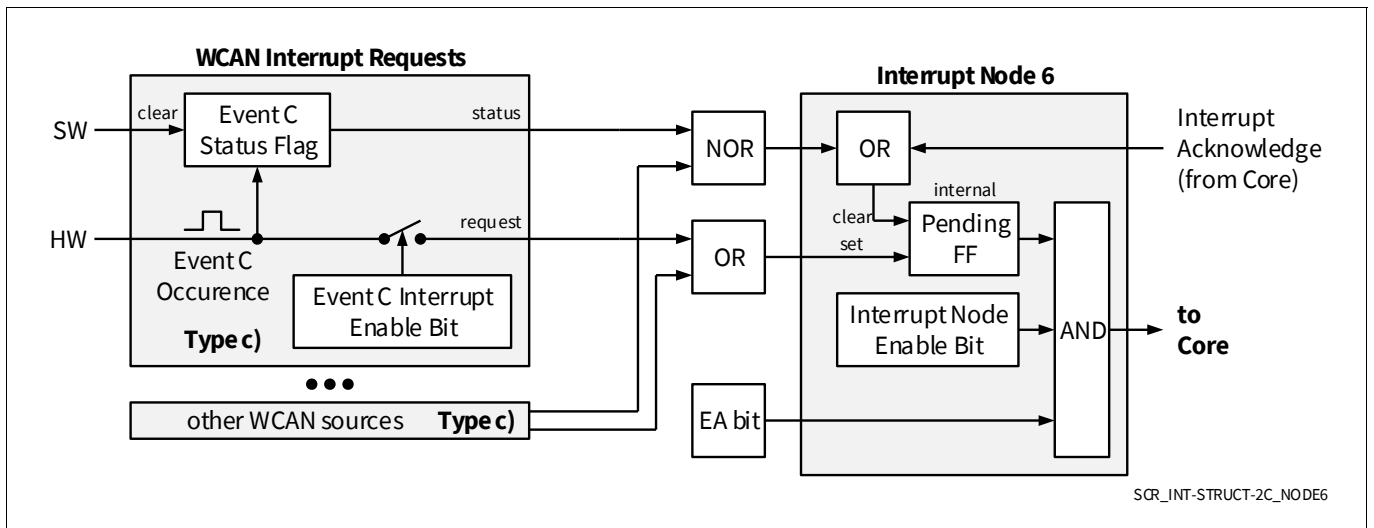 WCAN Interrupt Requests
Interrupt Node 6
SW
clear
Event C
Status Flag
status
NOR
OR
Interrupt
Acknowledge
(from Core)
HW
Event C
Occurence
request
Event C Interrupt
Enable Bit
Type c)
OR
internal
clear
set
Pending
FF
Interrupt Node
Enable Bit
AND
to
Core
other WCAN sources Type c)
EA bit
SCR_INT-STRUCT-2C_NODE6